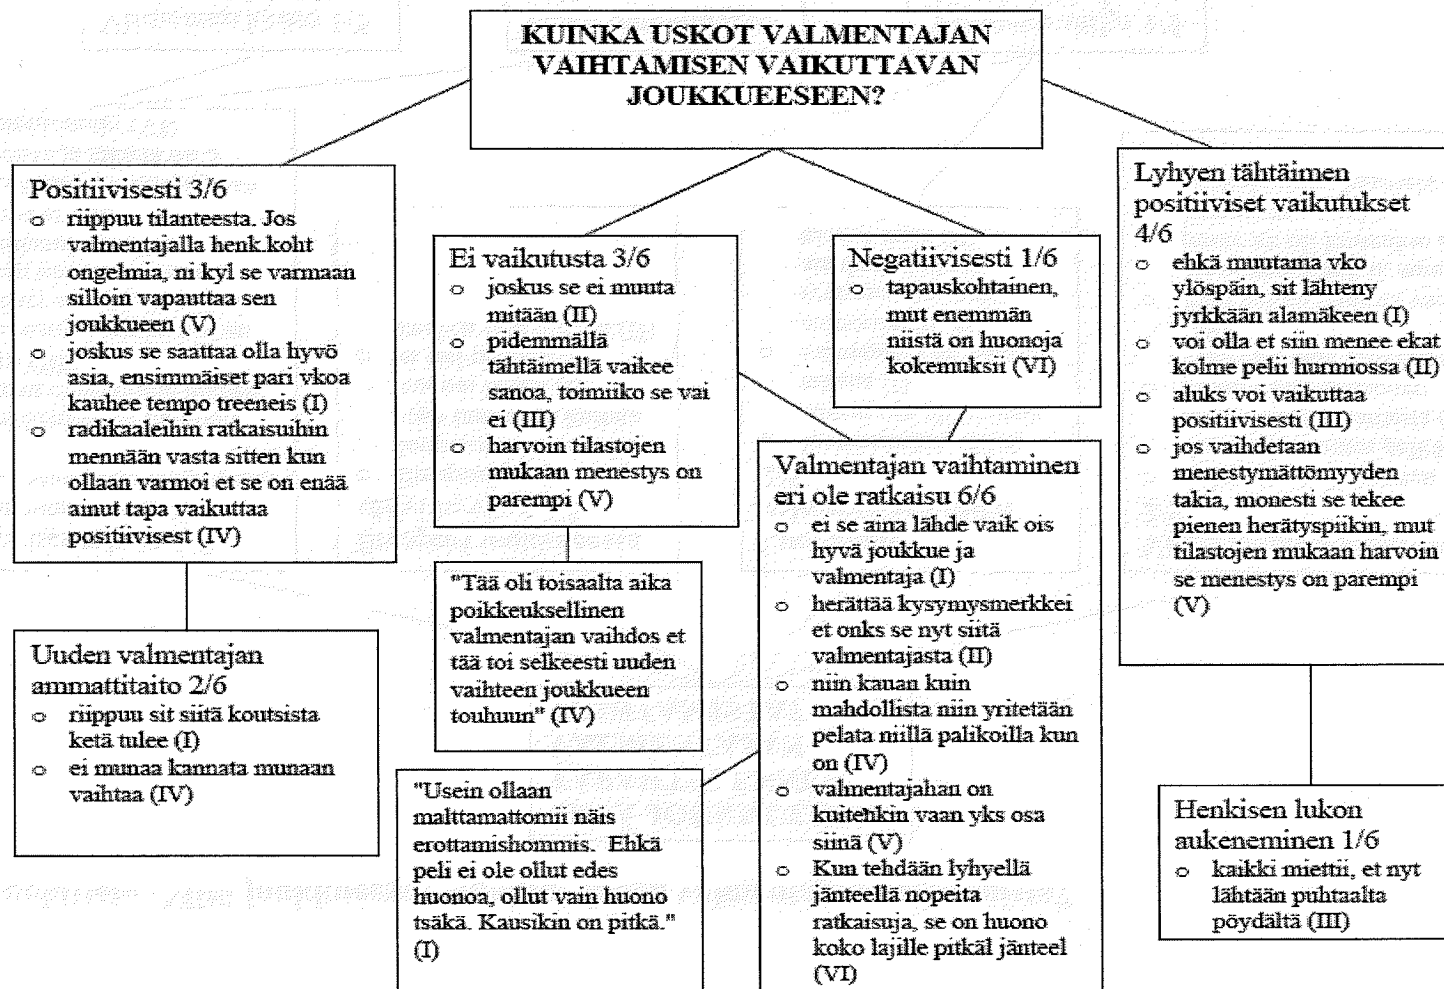 KUINKA USKOT VALMENTAJAN
VAIHTAMISEN VAIKUTTAVAN
JOUKKUEESEEN?
Positiivisesti 3/6
o riippuu tilanteesta. Jos
valmentajalla henk.koht
ongelmia, ni kyl se varmaan
silloin vapauttaa sen
joukkueen (V)
o joskus se saattaa olla hyvö
asia, ensimmäiset pari vkoa
kauhee tempo treeneis (I)
o radikaaleihin ratkaisuihin
mennään vasta sitten kun
ollaan varmoi et se on enää
ainut tapa vaikuttaa
positiivisest (IV)
Uuden valmentajan
ammattitaito 2/6
o riippuu sit siitä koutsista
ketä tulee (I)
o ei munaa kannata munaan
vaihtaa (IV)
Ei vaikutusta 3/6
o joskus se ei muuta
mitään (II)
o pidemmällä
tähtäimellä vaikee
sanoa, toimiiko se vai
ei (III)
o harvoin tilastojen
mukaan menestys on
parempi (V)
"Tää oli toisaalta aika
poikkeuksellinen
valmentajan vaihdos et
tää toi selkeesti uuden
vaihteen joukkueen
touhuun" (IV)
"Usein ollaan
malttamattomii näis
erottamishommis. Ehkä
peli ei ole ollut edes
huonoa, ollut vain huono
tsäkä. Kausikin on pitkä."
(I)
Negatiivisesti 1/6
o tapauskohtainen,
mut enemmän
niistä on huonoja
kokemuksii (VI)
Valmentajan vaihtaminen
eri ole ratkaisu 6/6
o ei se aina lähde vaik ois
hyvä joukkue ja
valmentaja (I)
o herättää kysymysmerkkei
et onks se nyt siitä
valmentajasta (II)
o niin kauan kuin
mahdollista niin yritetään
pelata niillä palikoilla kun
on (IV)
o valmentajahan on
kuitenkin vaan yks osa
siinä (V)
o Kun tehdään lyhyellä
jänteellä nopeita
ratkaisuja, se on huono
koko lajille pitkäl jänteel
(VI)
Lyhyen tähtäimen
positiiviset vaikutukset
4/6
o ehkä muutama vko
ylöspäin, sit lähteny
jyrkkään alamäkeen (I)
o voi olla et siin menee ekat
kolme pelii hurmiossa (II)
o aluks voi vaikuttaa
positiivisesti (III)
o jos vaihdetaan
menestymättömyyden
takia, monesti se tekee
pienen herätyspiikin, mut
tilastojen mukaan harvoin
se menestys on parempi
(V)
Henkisen lukon
aukeneminen 1/6
o kaikki miettii, et nyt
lähtään puhtaalta
pöydältä (III)